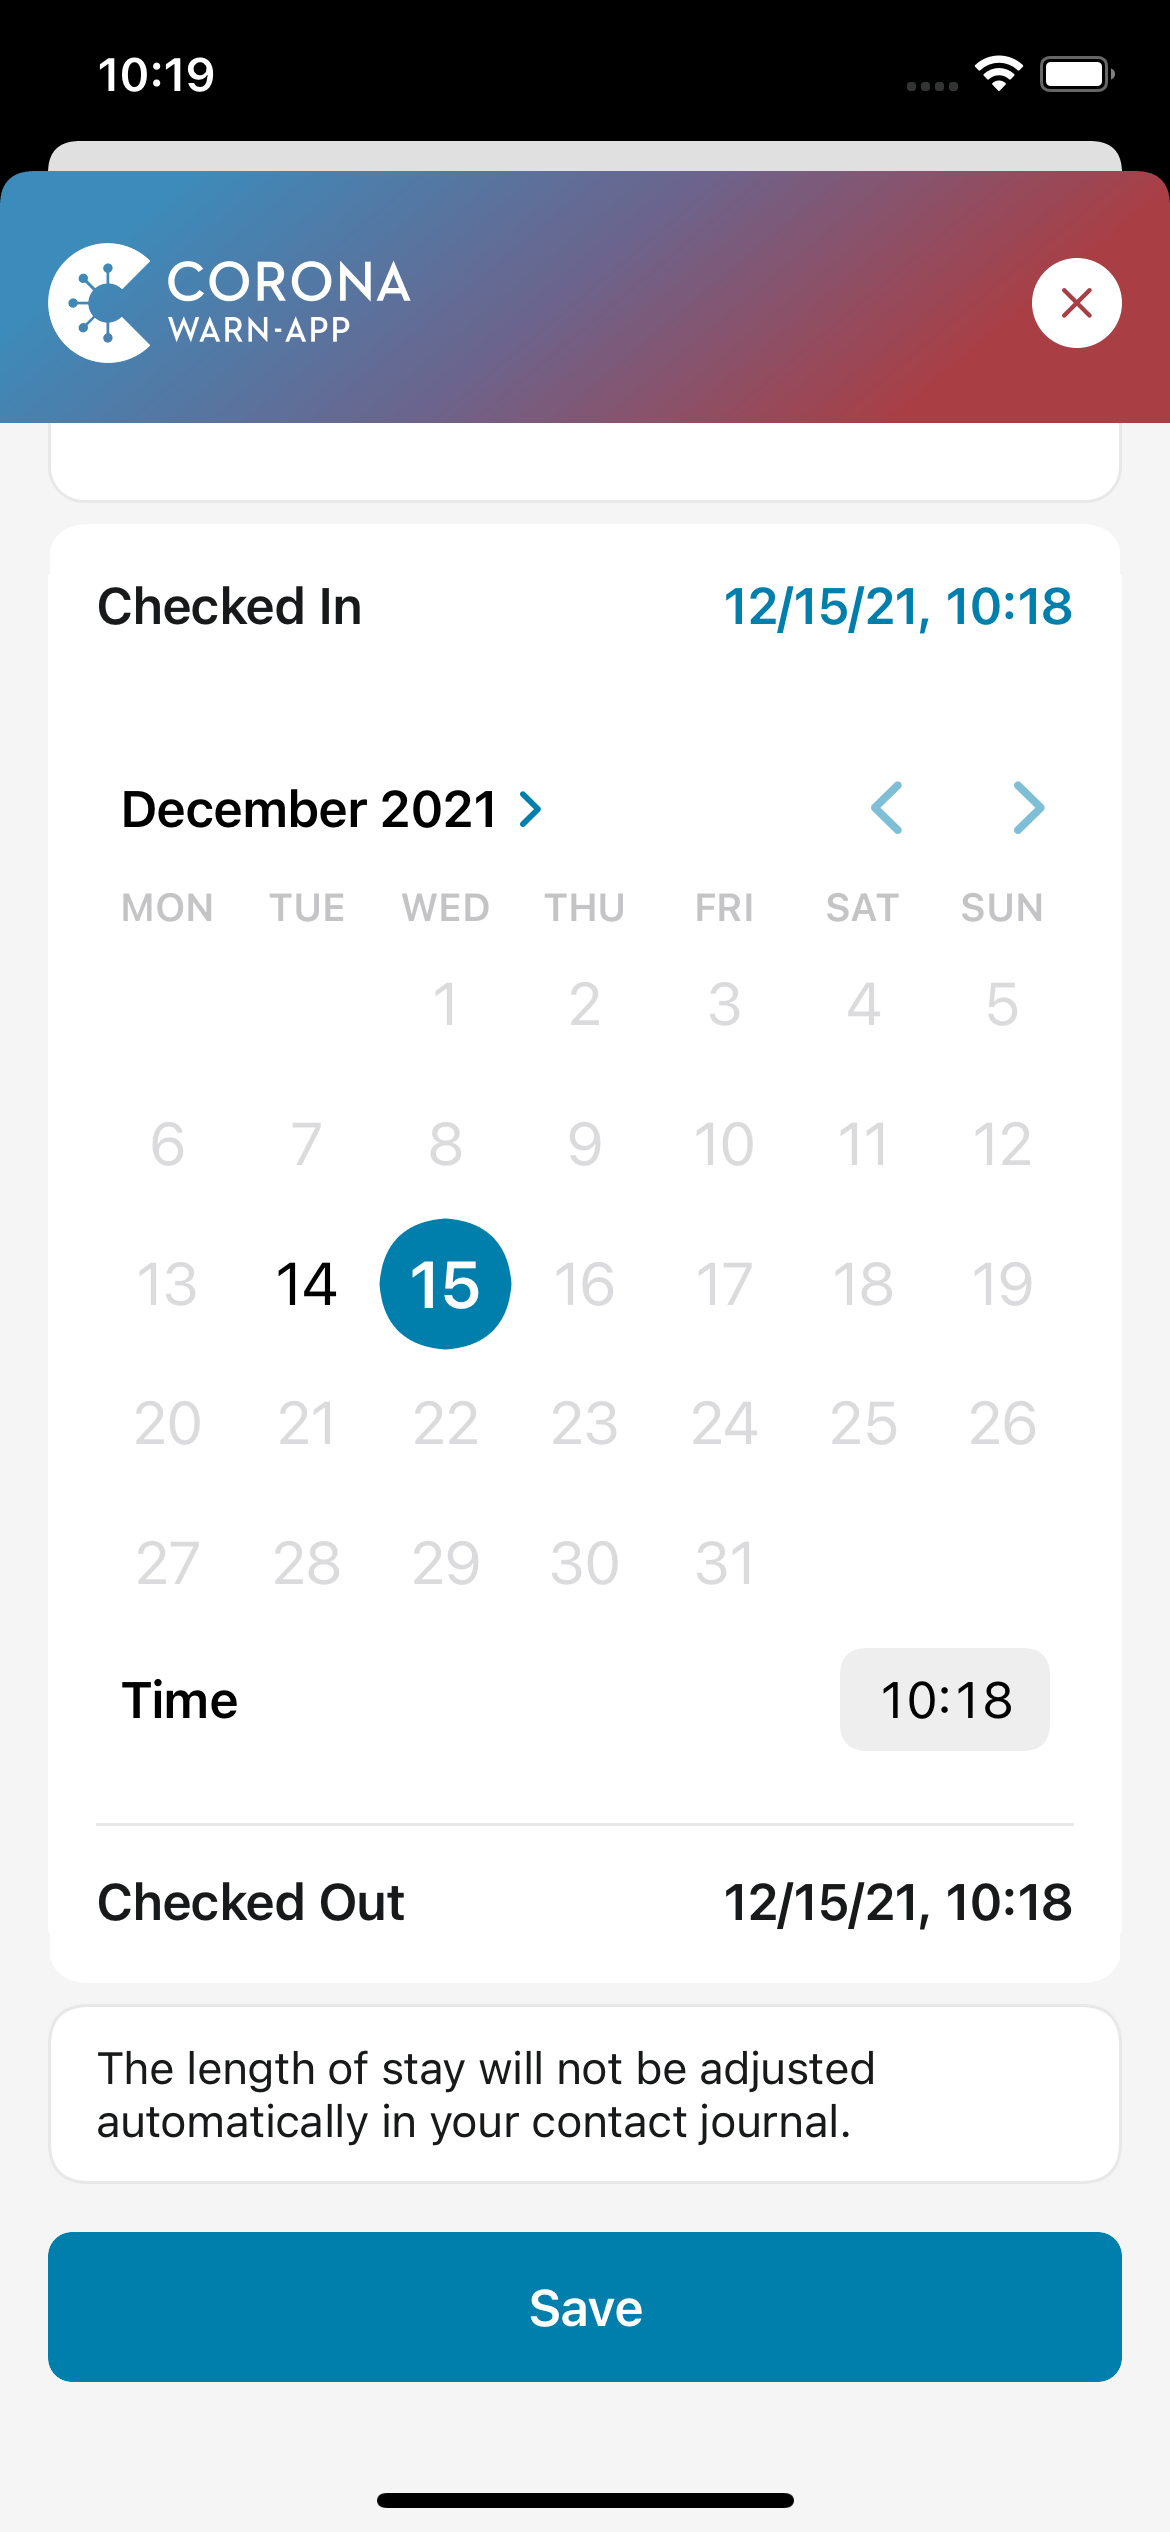 10:19
CORONA
WARN-APP
Checked In 12/15/21, 10:18
December 2021
MON TUE WED THU FRI SAT SUN
1 2 3 4 5
6 7 8 9 10 11 12
13 14 15 16 17 18 19
20 21 22 23 24 25 26
27 28 29 30 31
Time 10:18
Checked Out 12/15/21, 10:18
The length of stay will not be adjusted
automatically in your contact journal.
Save